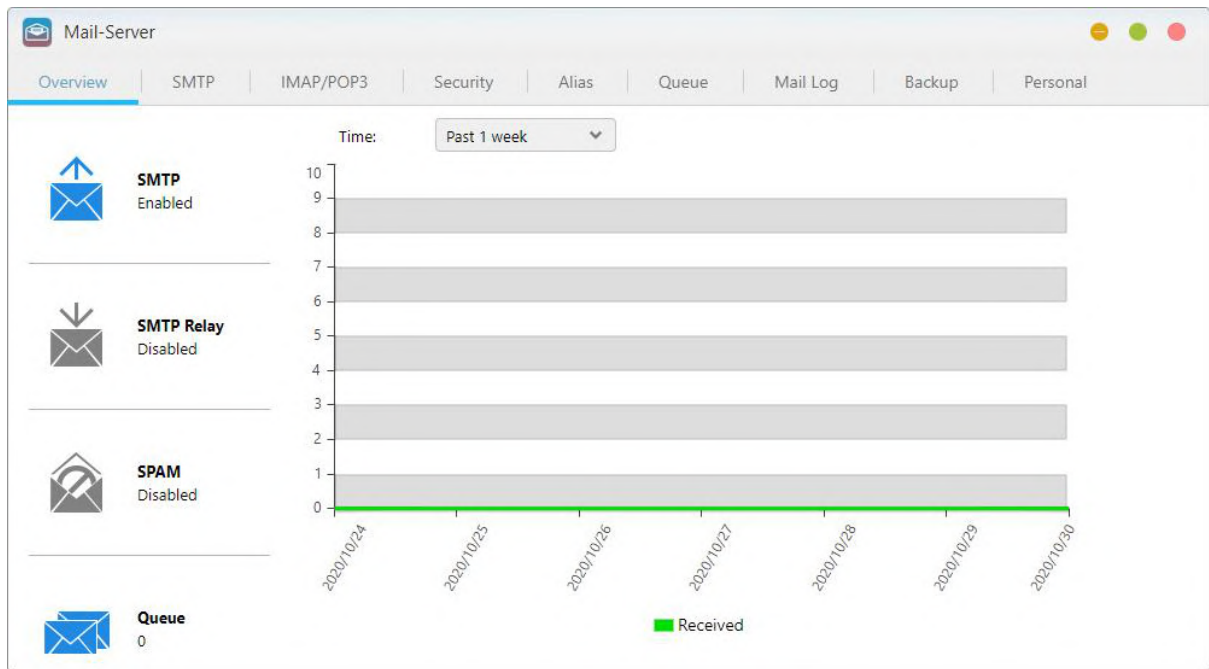 Mail-Server
Overview SMTP IMAP/POP3 Security Alias Queue Mail Log Backup Personal
Time: Past 1 week
SMTP
Enabled
SMTP Relay
Disabled
SPAM
Disabled
Queue
0
10
9
8
7
6
5
4
3
2
1
0
2020/10/24 2020/10/25 2020/10/26 2020/10/27 2020/10/28 2020/10/29 2020/10/30
Received